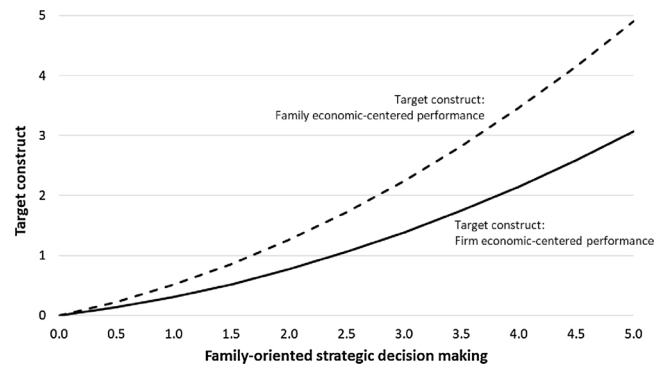 5
4
Target construct:
Family economic-centered performance
3
Target construct
2
Target construct:
Firm economic-centered performance
1
0
0.0 0.5 1.0 1.5 2.0 2.5 3.0 3.5 4.0 4.5 5.0
Family-oriented strategic decision making